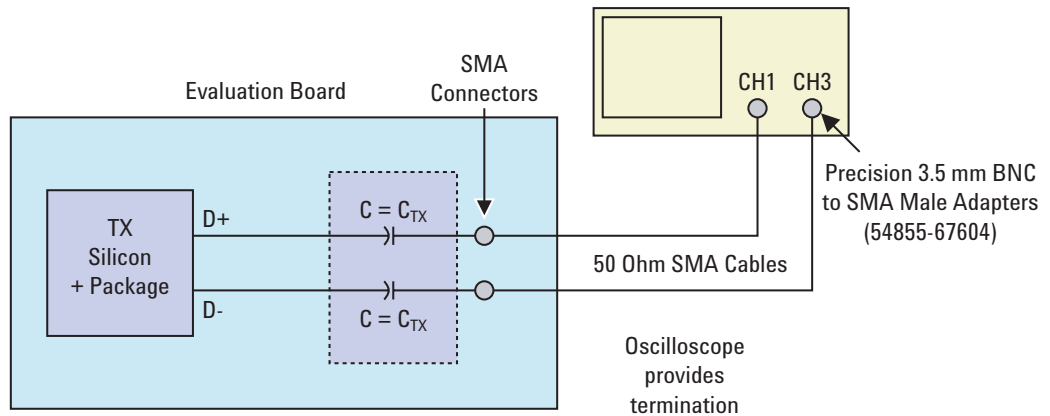 Evaluation Board
SMA
Connectors
CH1 CH3
Precision 3.5 mm BNC
to SMA Male Adapters
(54855-67604)
TX
Silicon
+ Package
D+
D-
C = CTX
C = CTX
50 Ohm SMA Cables
Oscilloscope
provides
termination